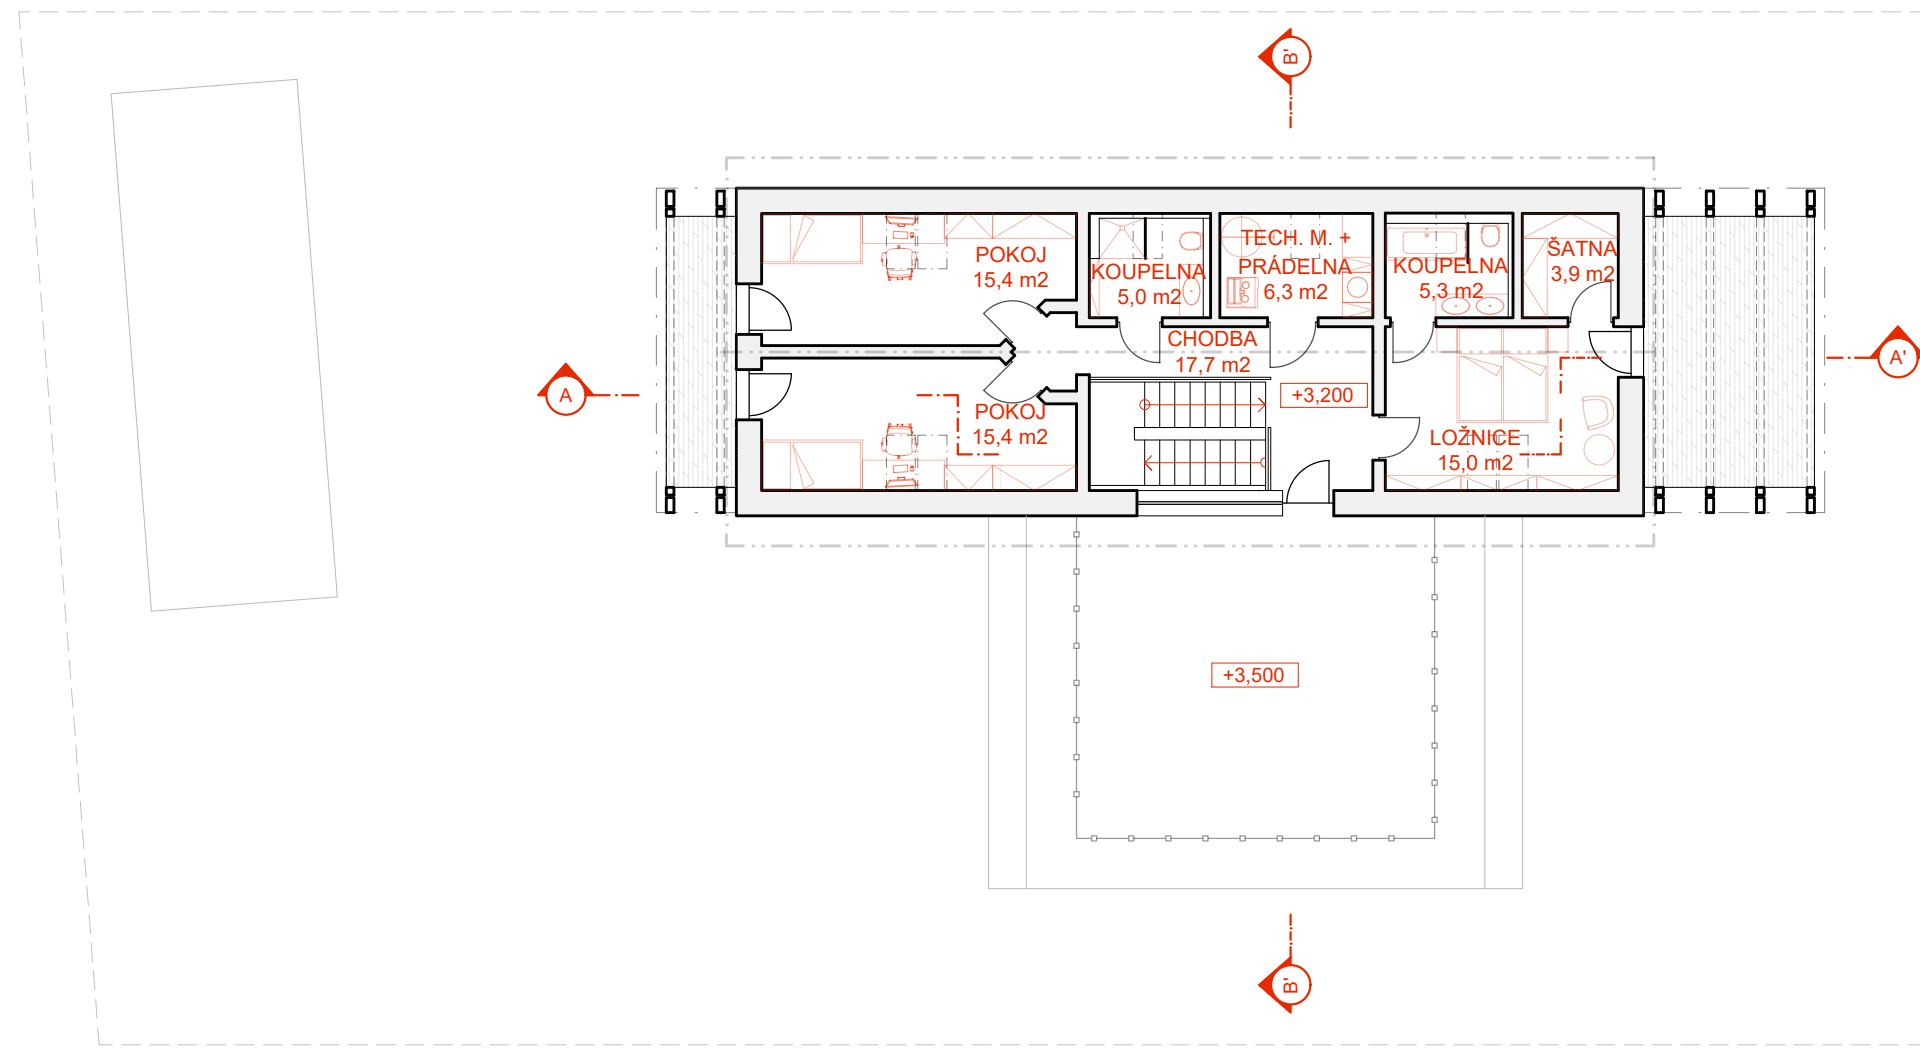 B'
POKOJ
15,4 m2
KOUPELNA
5,0 m2
TECH. M. +
PRÁDELNA
6,3 m2
KOUPELNA
5,3 m2
ŠATNA
3,9 m2
CHODBA
17,7 m2
+3,200
A
A'
POKOJ
15,4 m2
LOŽNICE
15,0 m2
+3,500
B'